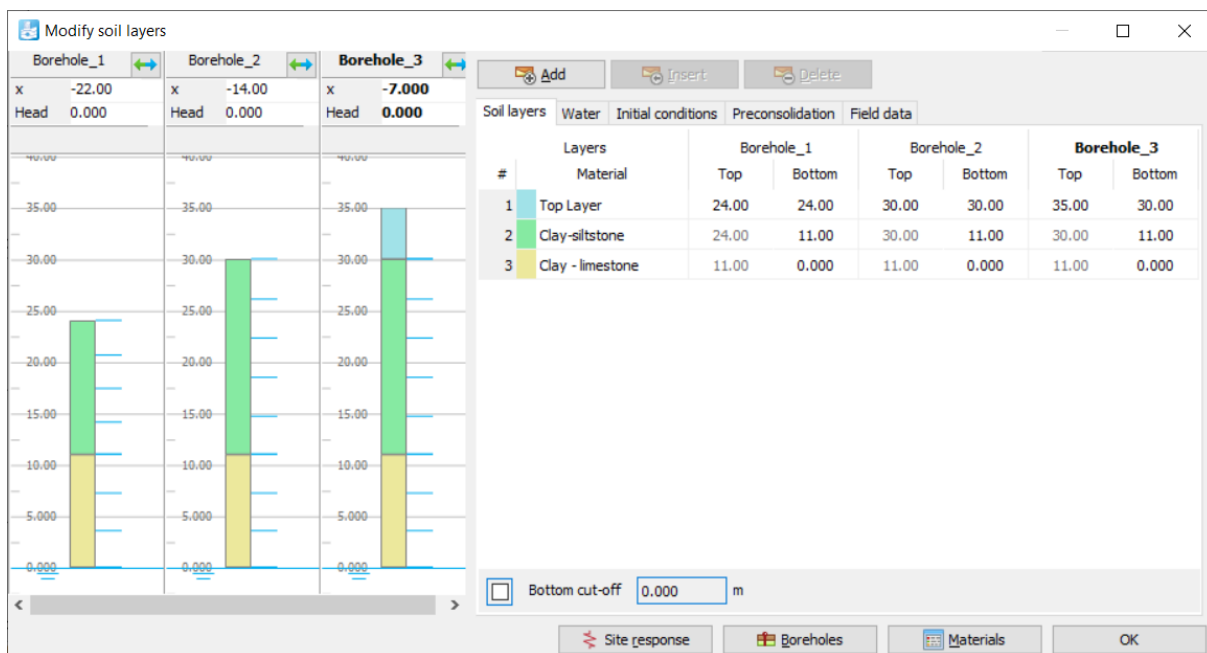 Modify soil layers
Borehole_1 Borehole_2 Borehole_3
x -22.00 x -14.00 x -7.000
Head 0.000 Head 0.000 Head 0.000
40.00 40.00 40.00
35.00 35.00 35.00
30.00 30.00 30.00
25.00 25.00 25.00
20.00 20.00 20.00
15.00 15.00 15.00
10.00 10.00 10.00
5.000 5.000 5.000
0.000 0.000 0.000
Add Insert Delete
Soil layers Water Initial conditions Preconsolidation Field data
Layers Borehole_1 Borehole_2 Borehole_3
# Material Top Bottom Top Bottom Top Bottom
1 Top Layer 24.00 24.00 30.00 30.00 35.00 30.00
2 Clay-siltstone 24.00 11.00 30.00 11.00 30.00 11.00
3 Clay - limestone 11.00 0.000 11.00 0.000 11.00 0.000
Bottom cut-off 0.000 m
Site response Boreholes Materials OK